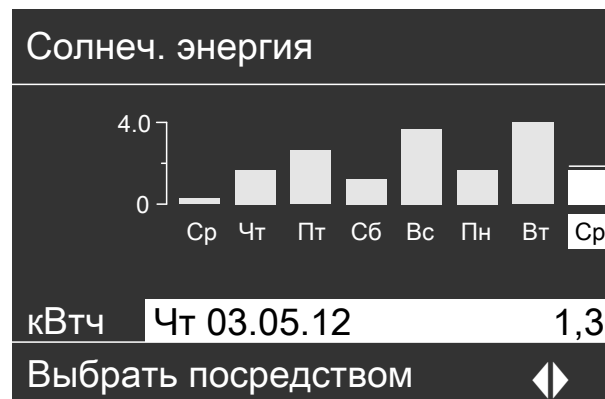 Солнеч. энергия
4.0
0
Ср Чт Пт Сб Вс Пн Вт Ср
кВтч Чт 03.05.12 1,3
Выбрать посредством